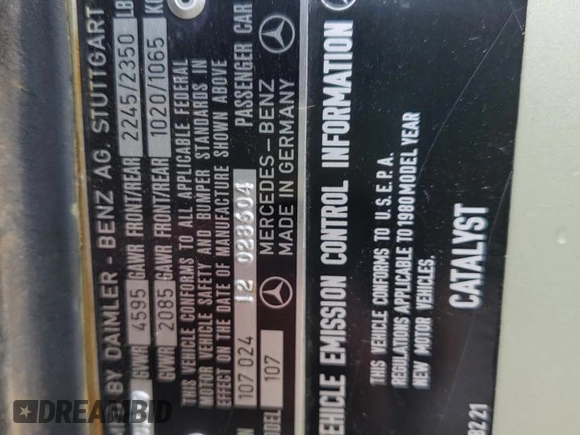 BY DAIMLER - BENZ AG. STUTTGART
GVWR 4595 GAWR FRONT/REAR 2245/2350 LB
GVWR 2085 GAWR FRONT/REAR 1020/1065 KG
THIS VEHICLE CONFORMS TO ALL APPLICABLE FEDERAL
MOTOR VEHICLE SAFETY AND BUMPER STANDARDS IN
EFFECT ON THE DATE OF MANUFACTURE SHOWN ABOVE
107 024 12 028604 PASSENGER CAR
107 MERCEDES-BENZ
MADE IN GERMANY
VEHICLE EMISSION CONTROL INFORMATION
THIS VEHICLE CONFORMS TO U.S.E.P.A.
REGULATIONS APPLICABLE TO 1980 MODEL YEAR
NEW MOTOR VEHICLES.
CATALYST
DREAMBID